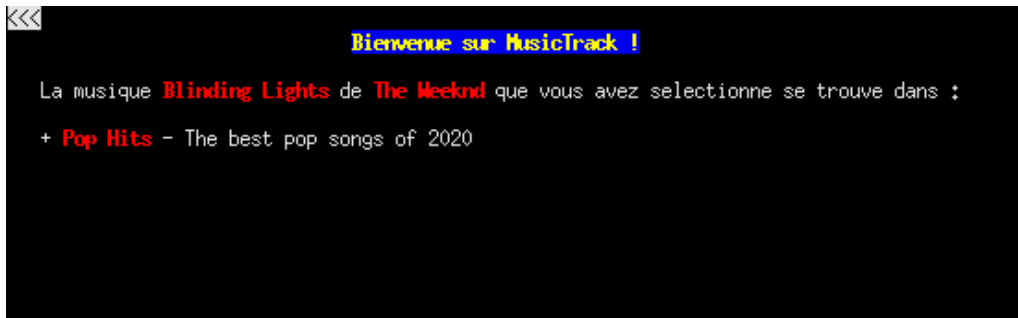 <<<
Bienvenue sur MusicTrack !
La musique Blinding Lights de The Weeknd que vous avez selectionne se trouve dans :
+ Pop Hits - The best pop songs of 2020